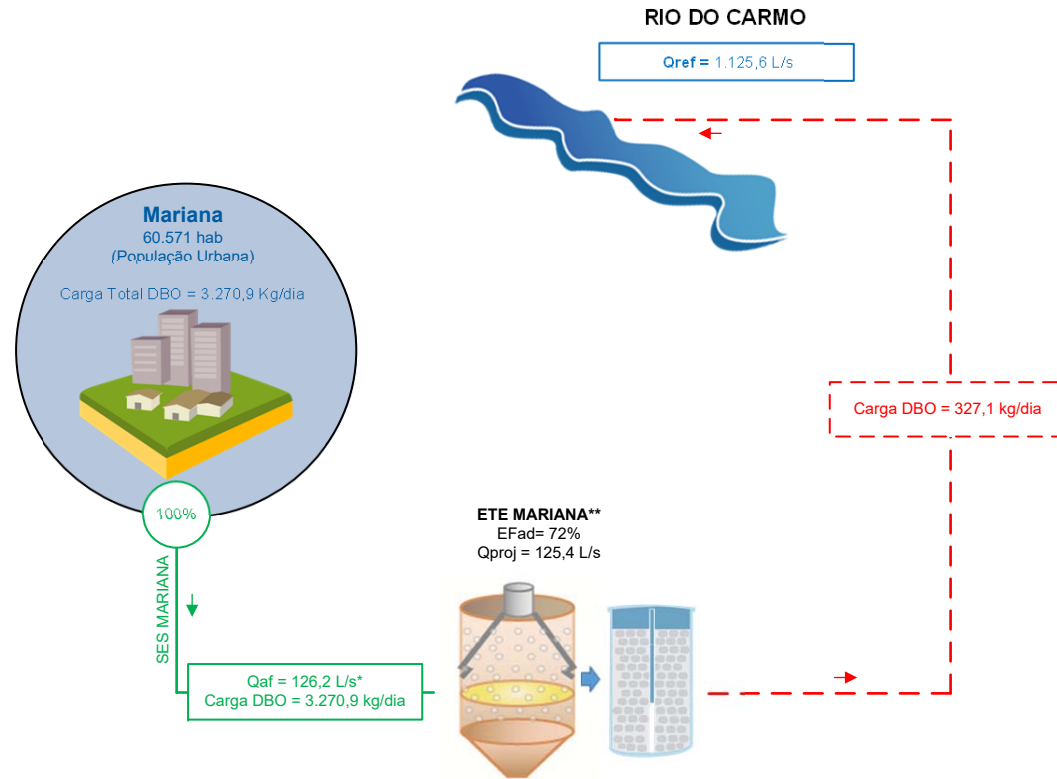 RIO DO CARMO
Qref = 1.125,6 L/s
Mariana
60.571 hab
(População Urbana)
Carga Total DBO = 3.270,9 Kg/dia
100%
SES MARIANA
Qaf = 126,2 L/s*
Carga DBO = 3.270,9 kg/dia
ETE MARIANA**
EFad= 72%
Qproj = 125,4 L/s
Carga DBO = 327,1 kg/dia